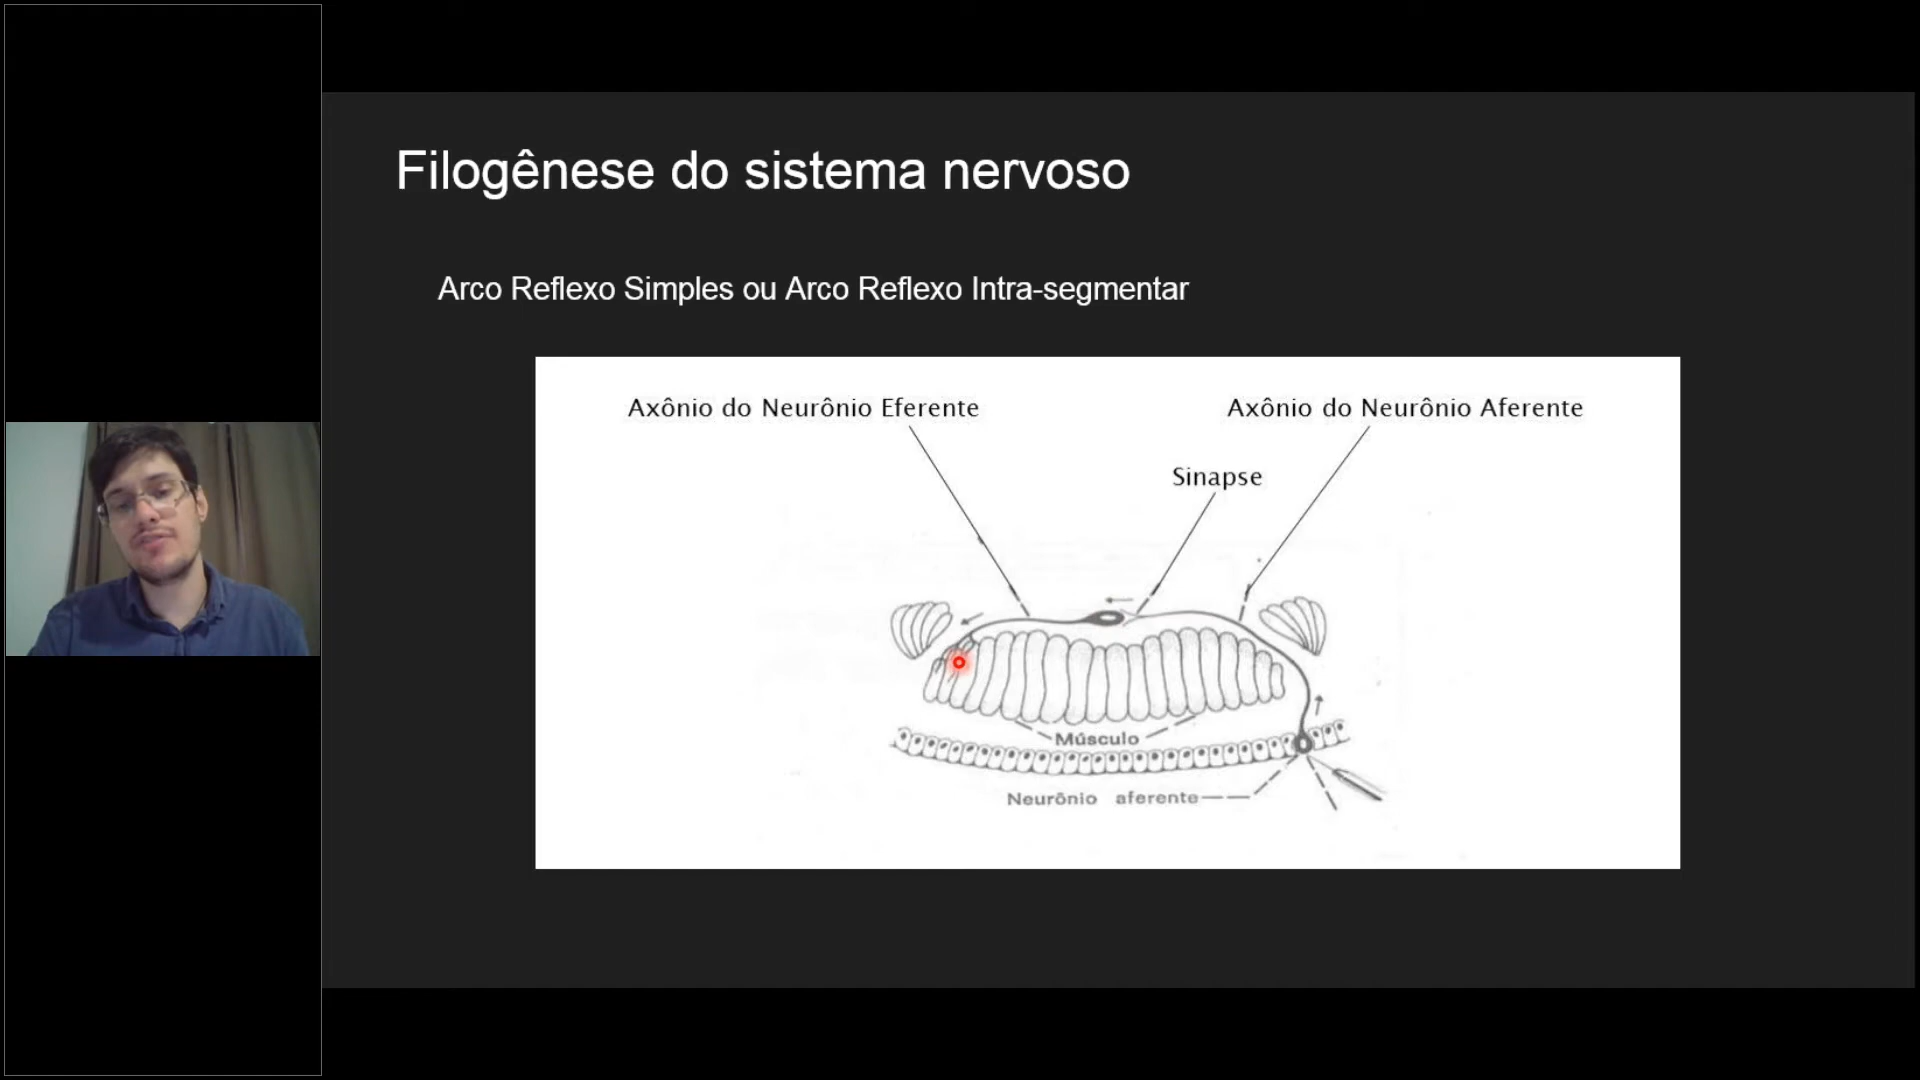 Filogênese do sistema nervoso
Arco Reflexo Simples ou Arco Reflexo Intra-segmentar
Axônio do Neurônio Eferente
Axônio do Neurônio Aferente
Sinapse
Músculo
Neurônio aferente